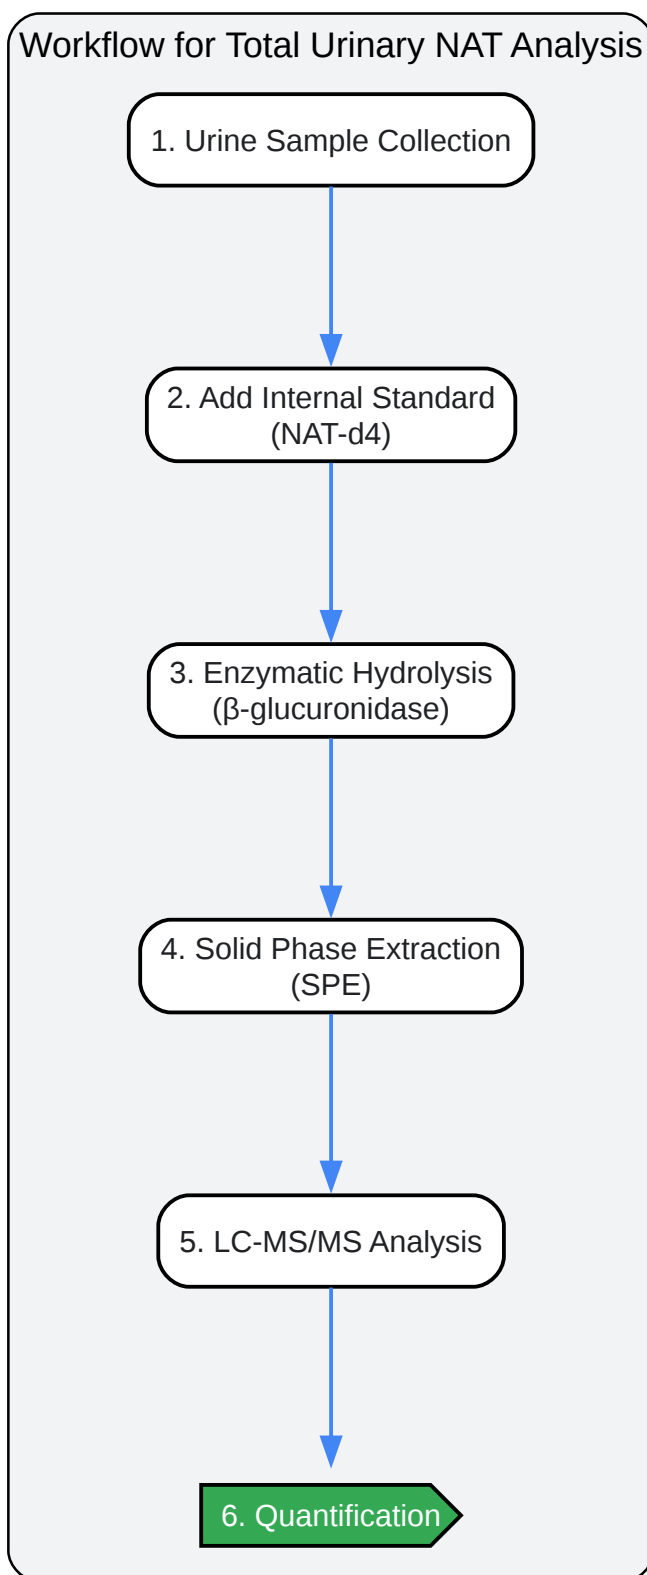 Workflow for Total Urinary NAT Analysis
1. Urine Sample Collection
2. Add Internal Standard
(NAT-d4)
3. Enzymatic Hydrolysis
(β-glucuronidase)
4. Solid Phase Extraction
(SPE)
5. LC-MS/MS Analysis
6. Quantification